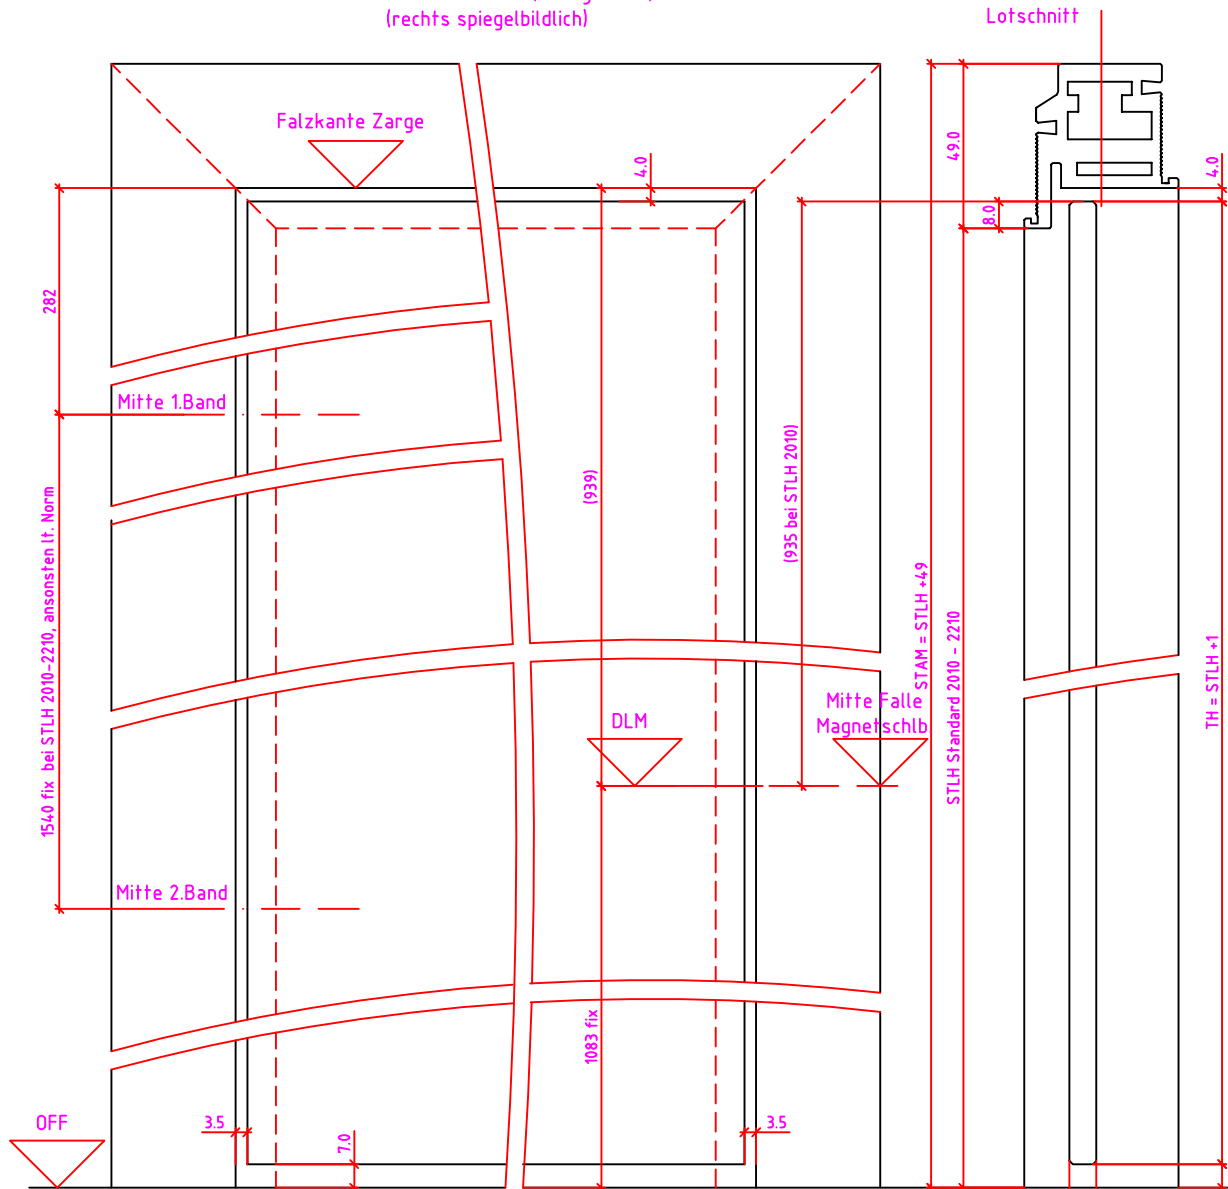 (rechts spiegelbildlich)
Lotschnitt
Falzkante Zarge
4.0
49.0
4.0
8.0
282
Mitte 1.Band
(939)
(935 bei STLH 2010)
1540 fix bei STLH 2010-2210, ansonsten lt. Norm
STAM = STLH +49
STLH Standard 2010 - 2210
TH = STLH +1
DLM
Mitte Falle
Magnetschlb.
Mitte 2.Band
1083 fix
OFF
3.5
7.0
3.5